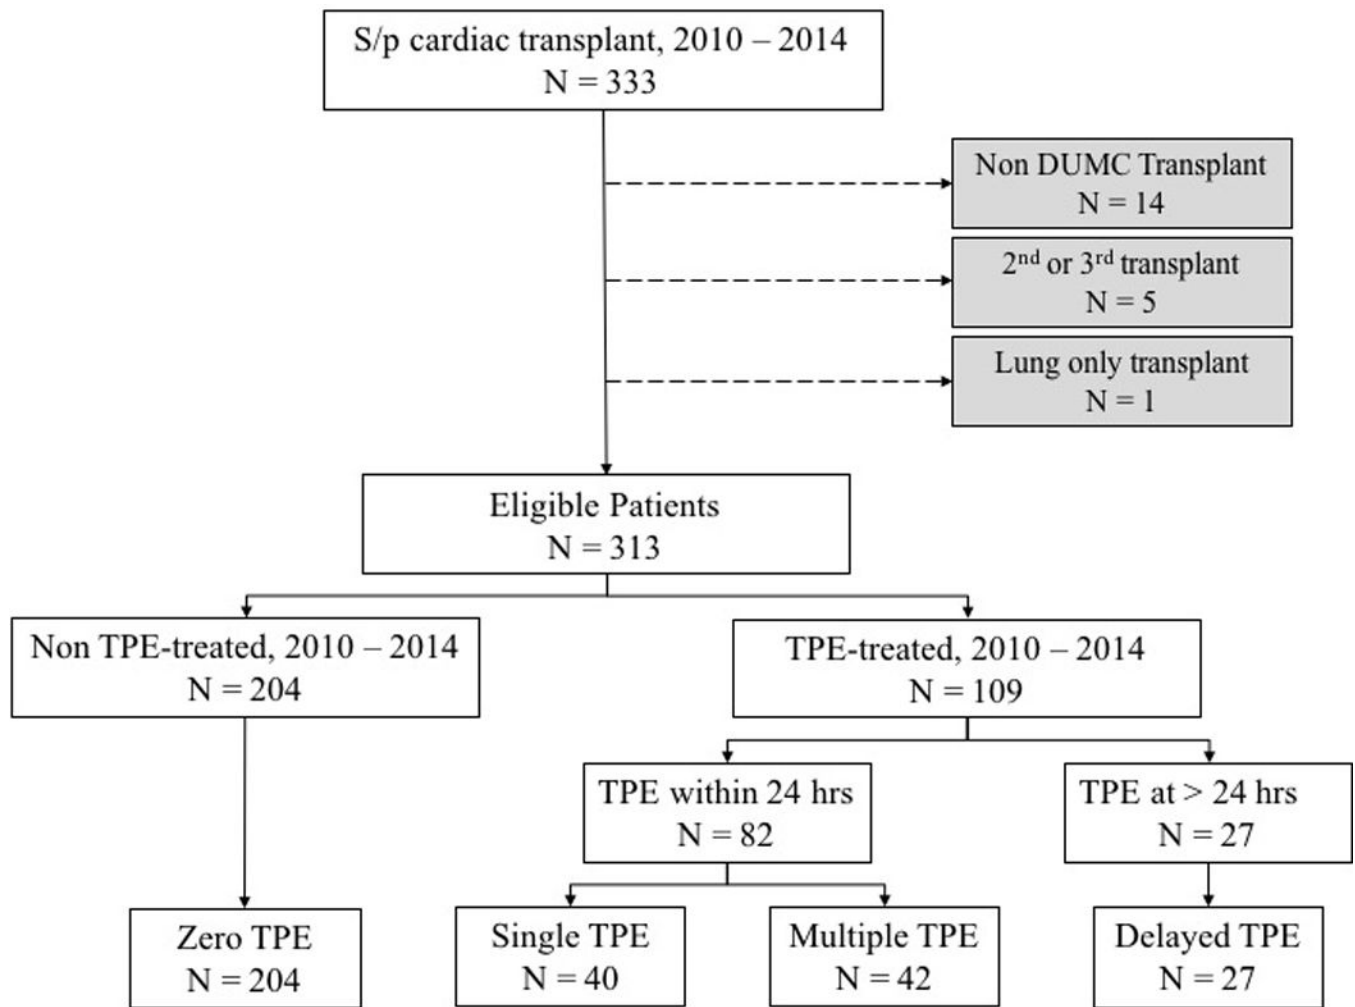 S/p cardiac transplant, 2010 – 2014
N = 333
Non DUMC Transplant
N = 14
2nd or 3rd transplant
N = 5
Lung only transplant
N = 1
Eligible Patients
N = 313
Non TPE-treated, 2010 – 2014
N = 204
TPE-treated, 2010 – 2014
N = 109
TPE within 24 hrs
N = 82
TPE at > 24 hrs
N = 27
Zero TPE
N = 204
Single TPE
N = 40
Multiple TPE
N = 42
Delayed TPE
N = 27